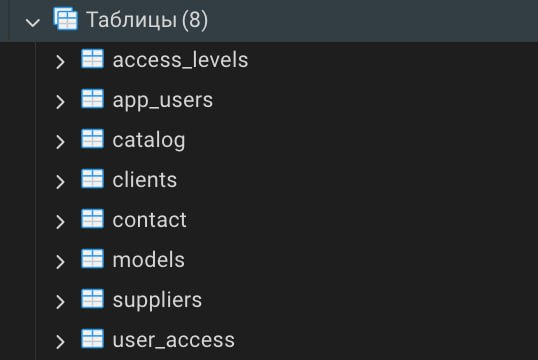 Таблицы (8)
access_levels
app_users
catalog
clients
contact
models
suppliers
user_access